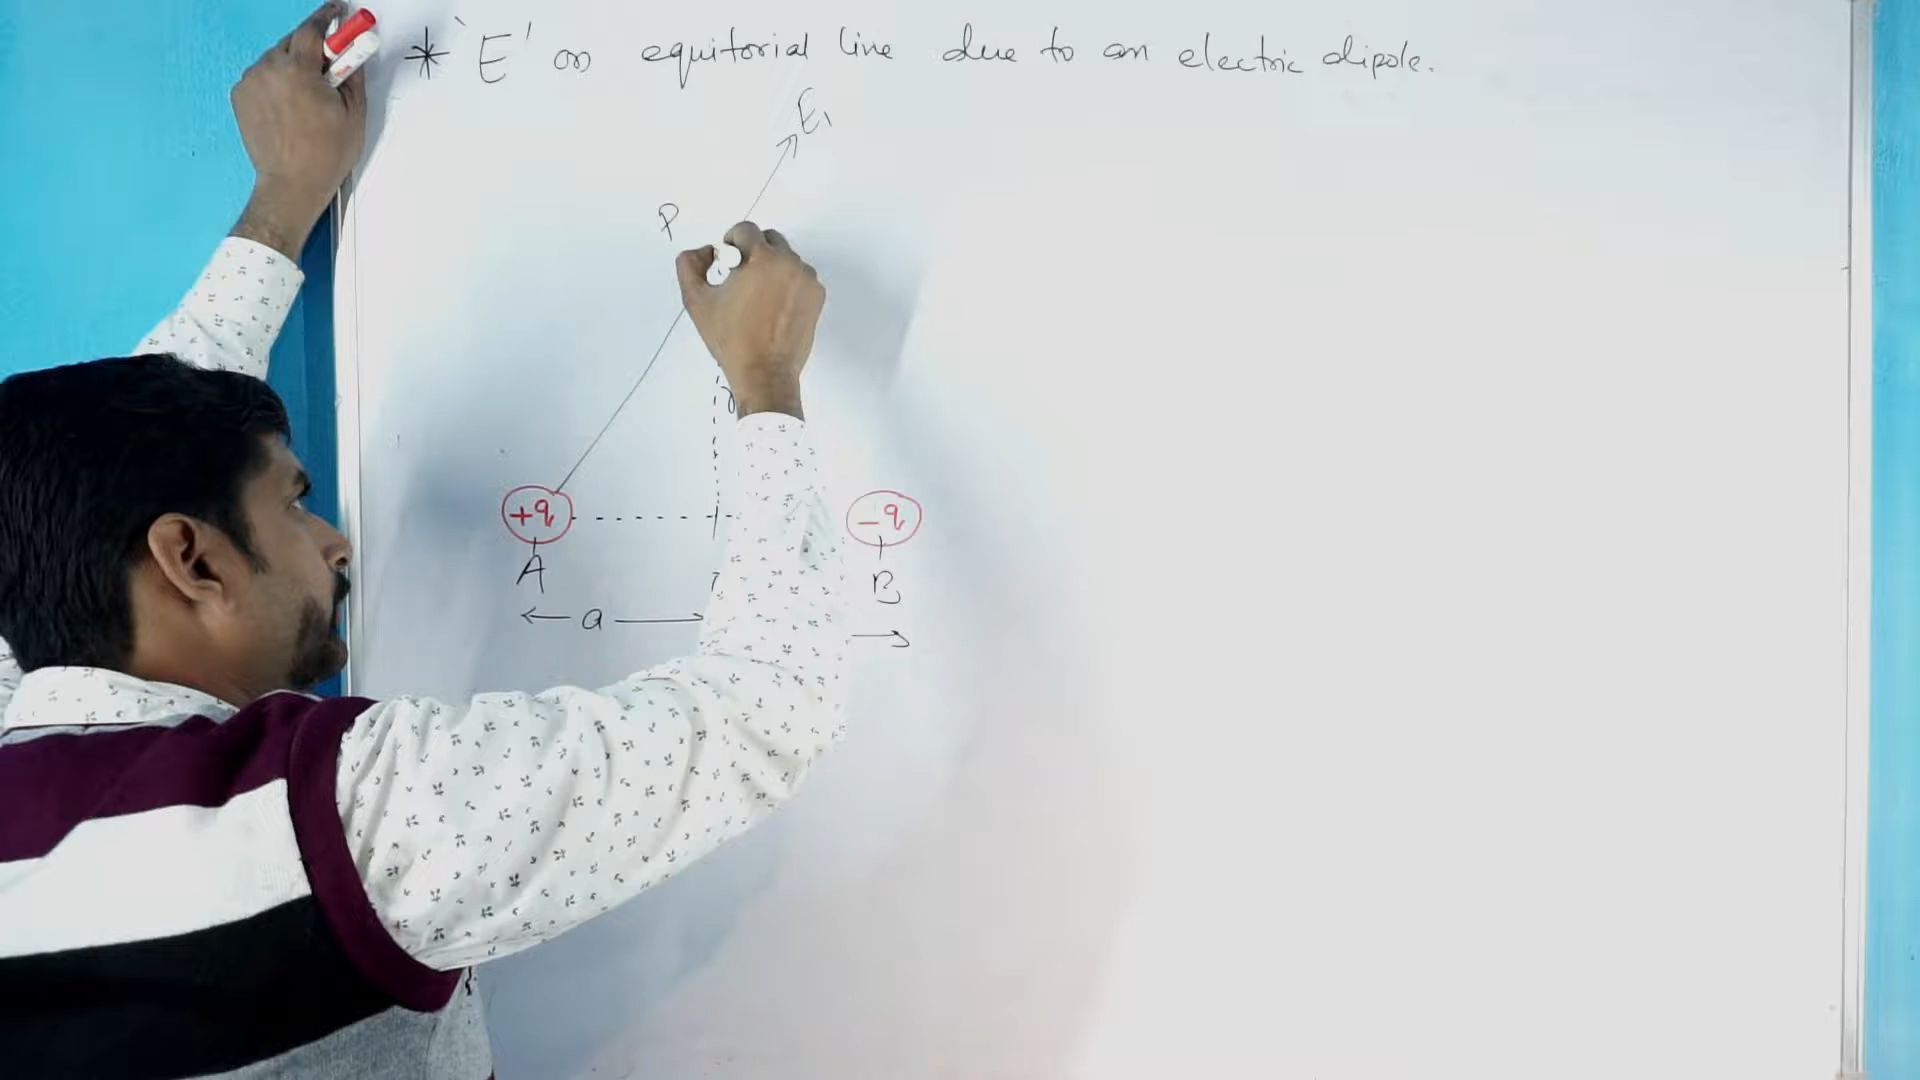 * 'E' on equitorial line due to an electric dipole.
E₁
P
+q
-q
A
B
a